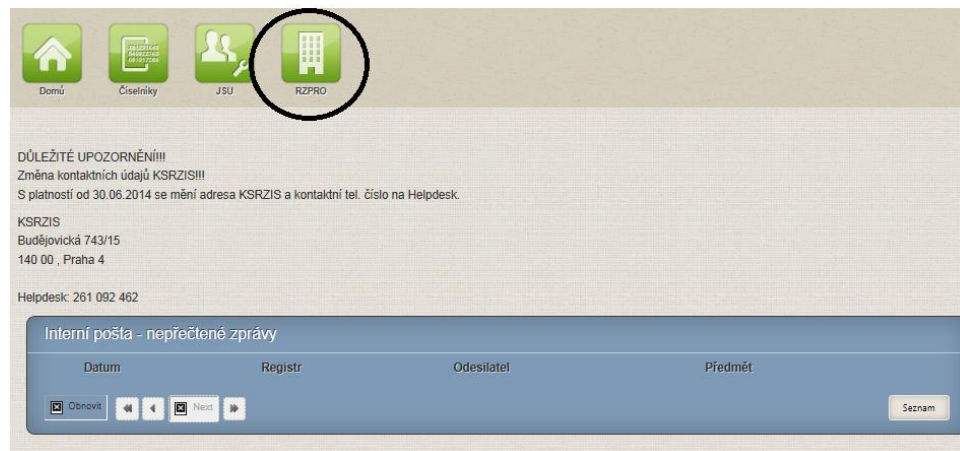 Domů Číselníky JSU RZPRO
DŮLEŽITÉ UPOZORNĚNÍ!!!
Změna kontaktních údajů KSRZIS!!!
S platností od 30.06.2014 se mění adresa KSRZIS a kontaktní tel. číslo na Helpdesk.
KSRZIS
Budějovická 743/15
140 00 , Praha 4
Helpdesk: 261 092 462
Interní pošta - nepřečtené zprávy
Datum Registr Odesilatel Předmět
Obnovit Next Seznam